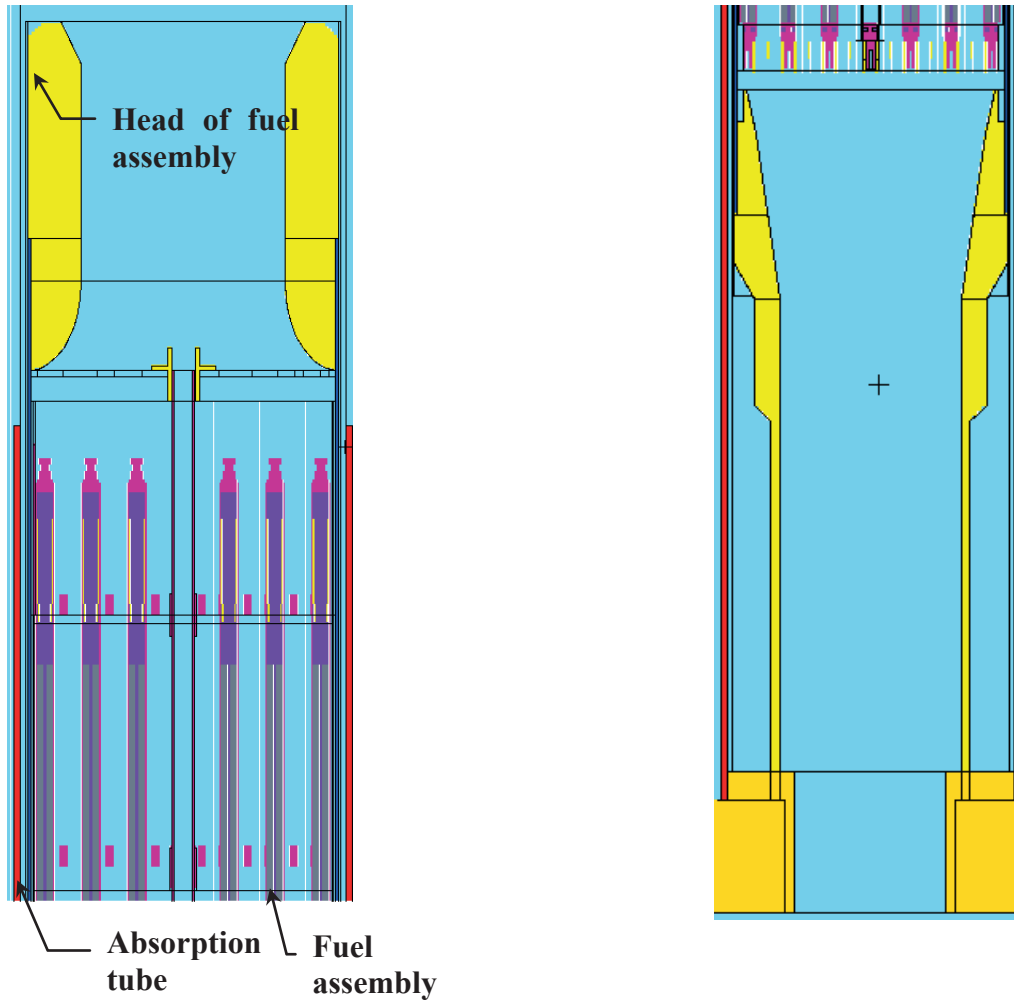 Head of fuel
assembly
Absorption
tube
Fuel
assembly